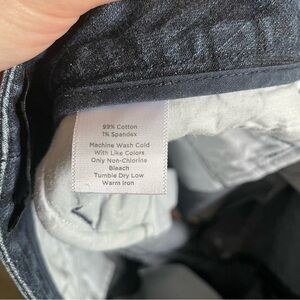 99% Cotton
1% Spandex
Machine Wash Cold
With Like Colors
Only Non-Chlorine
Bleach
Tumble Dry Low
Warm Iron